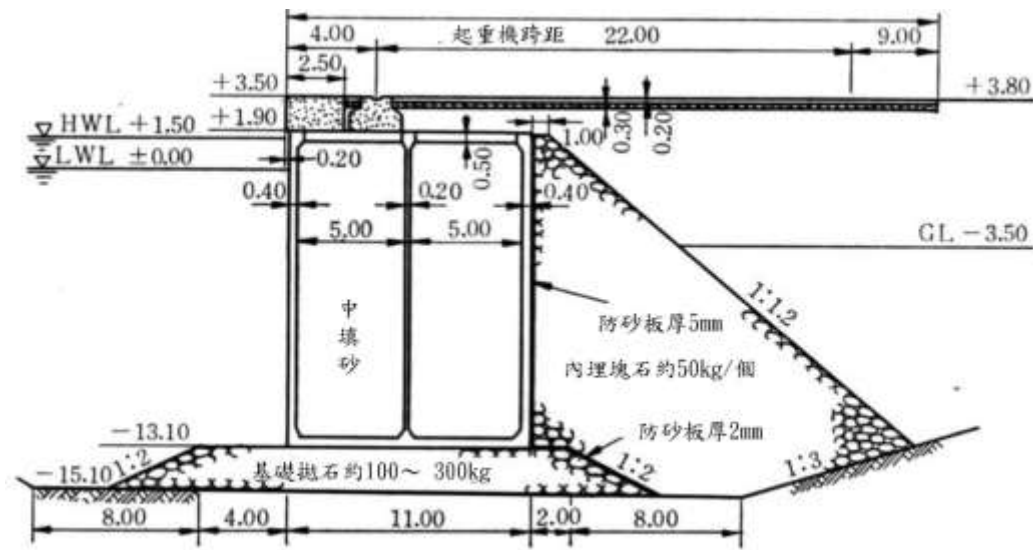 4.00 起重機跨距 22.00 9.00
2.50
+3.50 +3.80
HWL +1.50 +1.90
1.00 0.30 0.20
LWL ±0.00 0.20 0.50
0.40 0.20 0.40
5.00 5.00
GL −3.50
1:1.2
中填砂
防砂板厚5mm
內埋塊石約50kg/個
−13.10 防砂板厚2mm
−15.10 1:2 基礎拋石約100～300kg 1:2 1:3
8.00 4.00 11.00 2.00 8.00